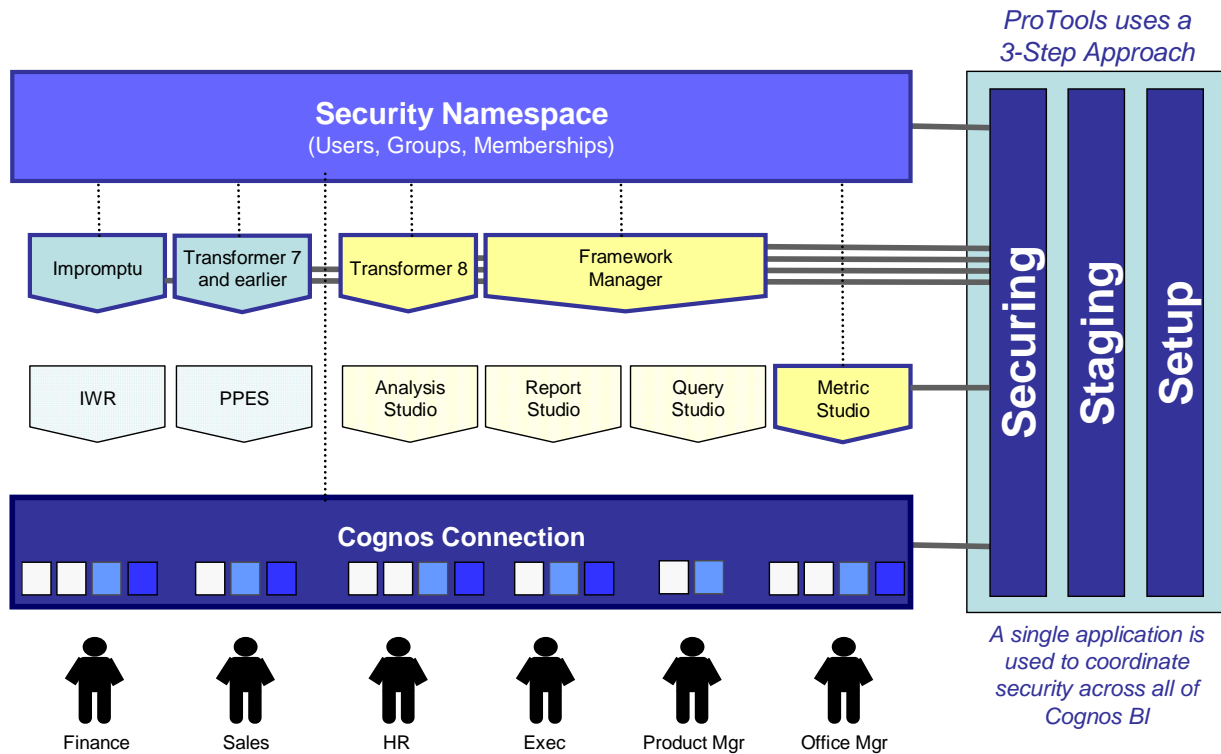 ProTools uses a
3-Step Approach
Security Namespace
(Users, Groups, Memberships)
Impromptu
Transformer 7
and earlier
Transformer 8
Framework
Manager
IWR
PPES
Analysis
Studio
Report
Studio
Query
Studio
Metric
Studio
Securing
Staging
Setup
Cognos Connection
Finance
Sales
HR
Exec
Product Mgr
Office Mgr
A single application is
used to coordinate
security across all of
Cognos BI